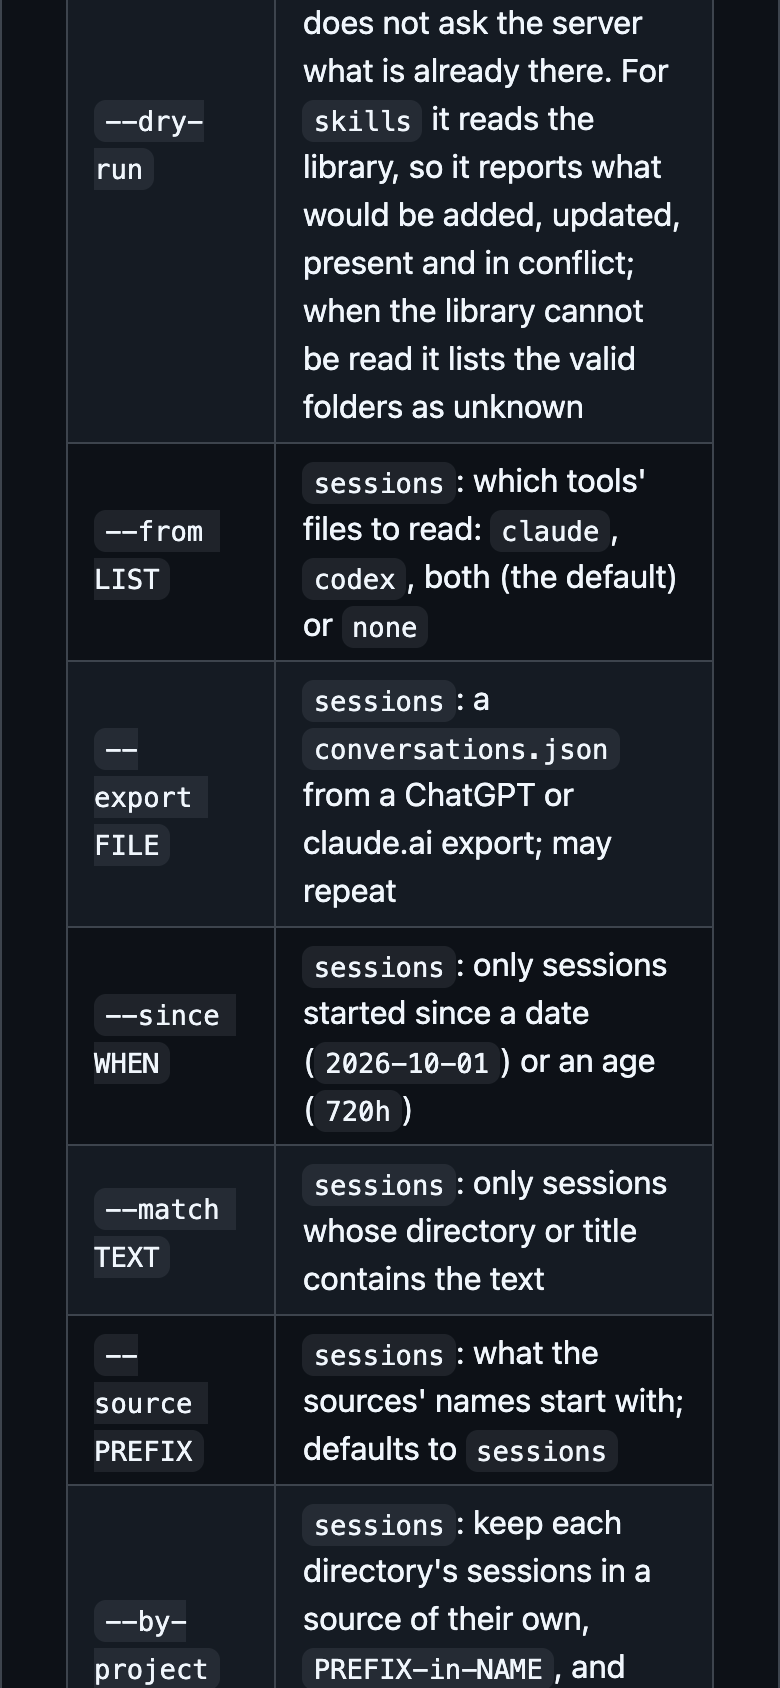 does not ask the server
what is already there. For
--dry-
skills it reads the
run
library, so it reports what
would be added, updated,
present and in conflict;
when the library cannot
be read it lists the valid
folders as unknown
sessions: which tools'
--from
files to read: claude,
LIST
codex, both (the default)
or none
sessions: a
--
conversations.json
export
from a ChatGPT or
FILE
claude.ai export; may
repeat
sessions: only sessions
--since
started since a date
WHEN
(2026-10-01) or an age
(720h)
sessions: only sessions
--match
whose directory or title
TEXT
contains the text
--
sessions: what the
source
sources' names start with;
PREFIX
defaults to sessions
sessions: keep each
directory's sessions in a
--by-
source of their own,
project
PREFIX-in-NAME, and